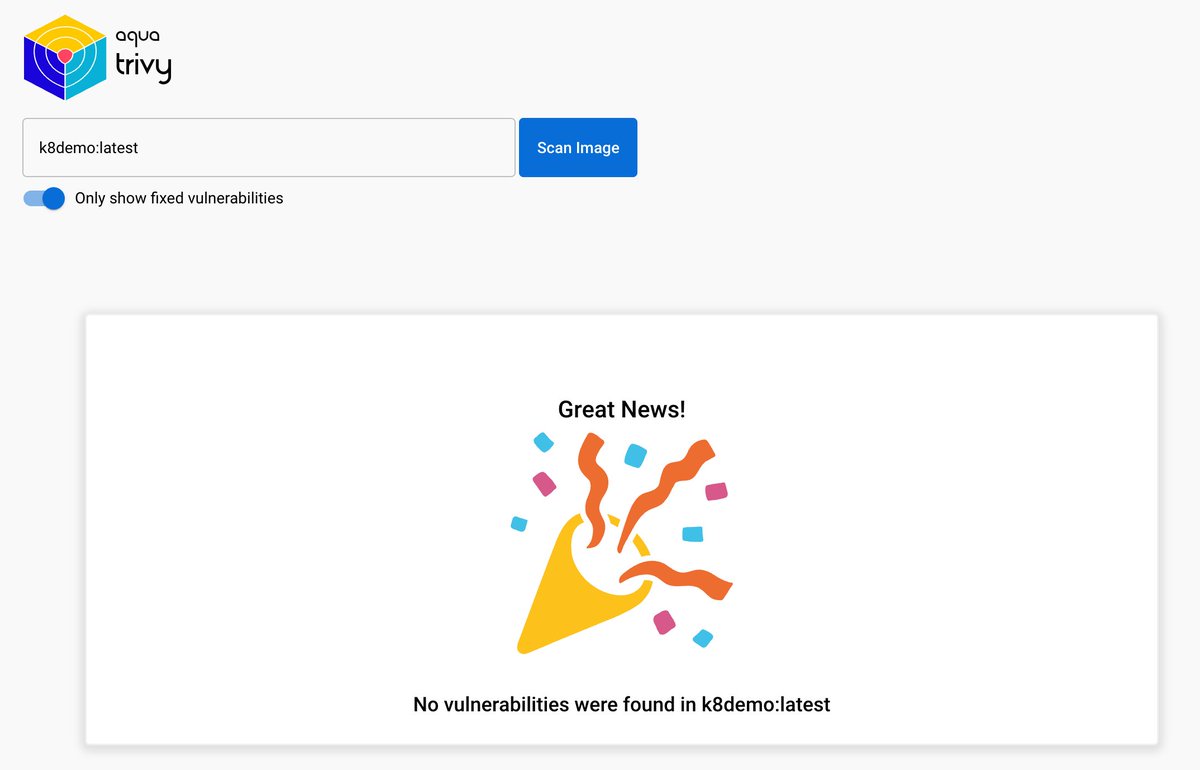 aqua
trivy
k8demo:latest
Scan Image
Only show fixed vulnerabilities
Great News!
No vulnerabilities were found in k8demo:latest